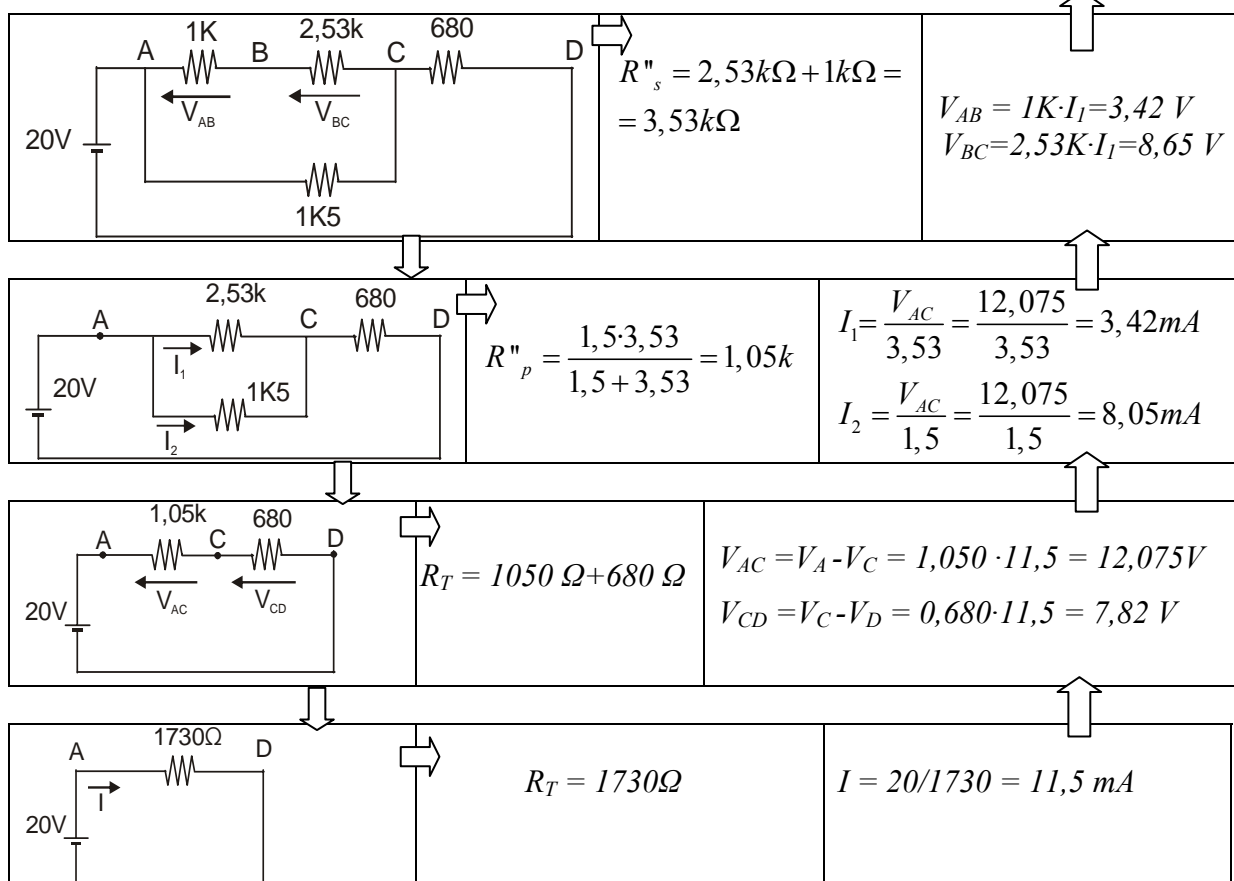 1K 2,53k 680
A B C D
V_AB V_BC
20V
1K5
R"_s = 2,53kΩ + 1kΩ =
= 3,53kΩ
V_AB = 1K·I_1=3,42 V
V_BC=2,53K·I_1=8,65 V
2,53k 680
A C D
I_1
20V 1K5
I_2
R"_p = 1,5·3,53 / 1,5 + 3,53 = 1,05k
I_1= V_AC / 3,53 = 12,075 / 3,53 = 3,42mA
I_2 = V_AC / 1,5 = 12,075 / 1,5 = 8,05mA
1,05k 680
A C D
V_AC V_CD
20V
R_T = 1050 Ω+680 Ω
V_AC =V_A-V_C = 1,050 ·11,5 = 12,075V
V_CD =V_C-V_D = 0,680·11,5 = 7,82 V
1730Ω
A D
I
20V
R_T = 1730Ω
I = 20/1730 = 11,5 mA